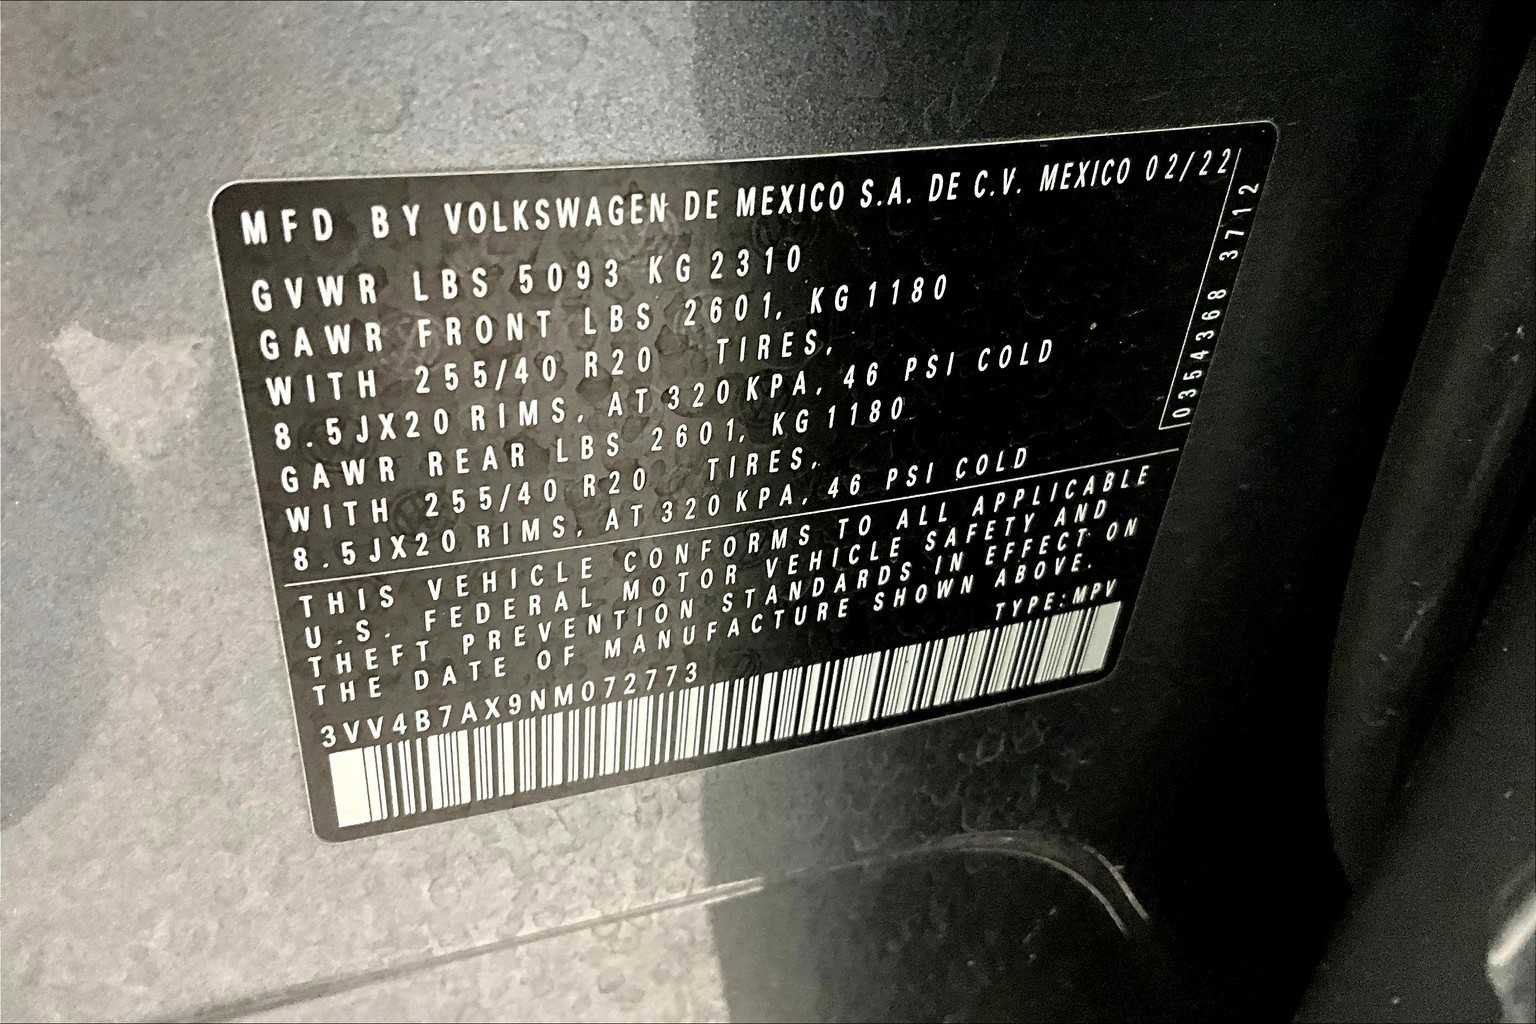 MFD BY VOLKSWAGEN DE MEXICO S.A. DE C.V. MEXICO 02/22
GVWR LBS 5093 KG 2310
GAWR FRONT LBS 2601, KG 1180
WITH 255/40 R20 TIRES,
8.5JX20 RIMS, AT 320 KPA, 46 PSI COLD
GAWR REAR LBS 2601, KG 1180
WITH 255/40 R20 TIRES,
8.5JX20 RIMS, AT 320 KPA, 46 PSI COLD
0354368 3712
THIS VEHICLE CONFORMS TO ALL APPLICABLE
U.S. FEDERAL MOTOR VEHICLE SAFETY AND
THEFT PREVENTION STANDARDS IN EFFECT ON
THE DATE OF MANUFACTURE SHOWN ABOVE.
TYPE:MPV
3VV4B7AX9NM072773